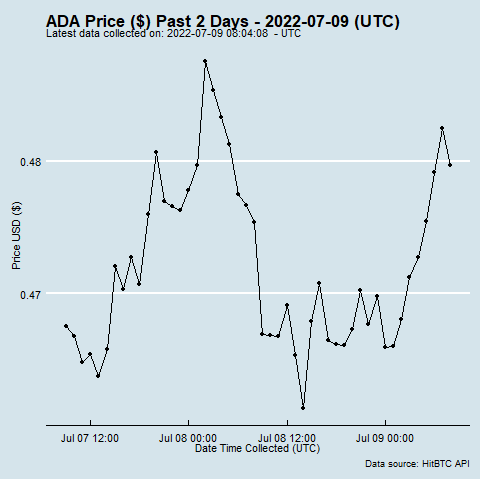 ADA Price ($) Past 2 Days - 2022-07-09 (UTC)
Latest data collected on: 2022-07-09 08:04:08 - UTC
0.48
0.47
Price USD ($)
Jul 07 12:00
Jul 08 00:00
Jul 08 12:00
Jul 09 00:00
Date Time Collected (UTC)
Data source: HitBTC API